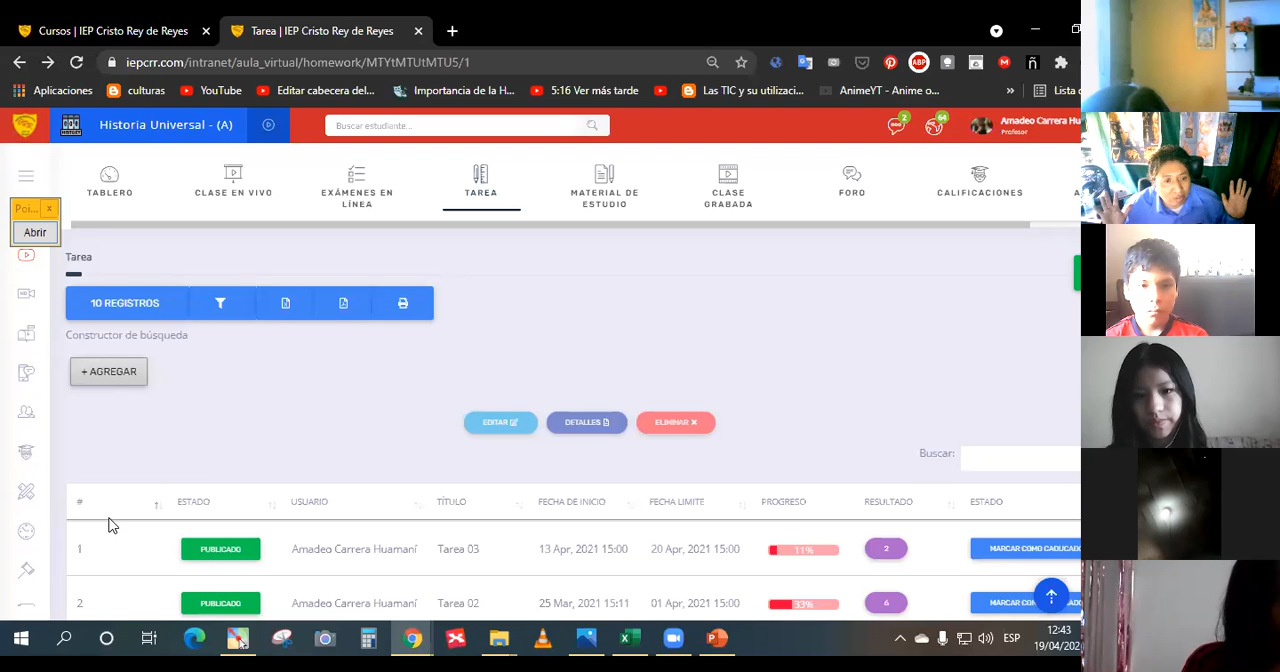 Cursos | IEP Cristo Rey de Reyes
Tarea | IEP Cristo Rey de Reyes
iepcrr.com/intranet/aula_virtual/homework/MTYtMTUtMTU5/1
Aplicaciones culturas YouTube Editar cabecera del... Importancia de la H... 5:16 Ver más tarde Las TIC y su utilizaci... AnimeYT - Anime o... » Lista
Historia Universal - (A)
Buscar estudiante...
2
64
Amadeo Carrera Hua
Profesor
TABLERO
CLASE EN VIVO
EXÁMENES EN LÍNEA
TAREA
MATERIAL DE ESTUDIO
CLASE GRABADA
FORO
CALIFICACIONES
Poi...
Abrir
Tarea
10 REGISTROS
Constructor de búsqueda
+ AGREGAR
EDITAR
DETALLES
ELIMINAR
Buscar:
# ESTADO USUARIO TÍTULO FECHA DE INICIO FECHA LIMITE PROGRESO RESULTADO ESTADO
1 PUBLICADO Amadeo Carrera Huamaní Tarea 03 13 Apr, 2021 15:00 20 Apr, 2021 15:00 11% 2 MARCAR COMO CADUCADO
2 PUBLICADO Amadeo Carrera Huamaní Tarea 02 25 Mar, 2021 15:11 01 Apr, 2021 15:00 33% 6
ESP
12:43
19/04/202